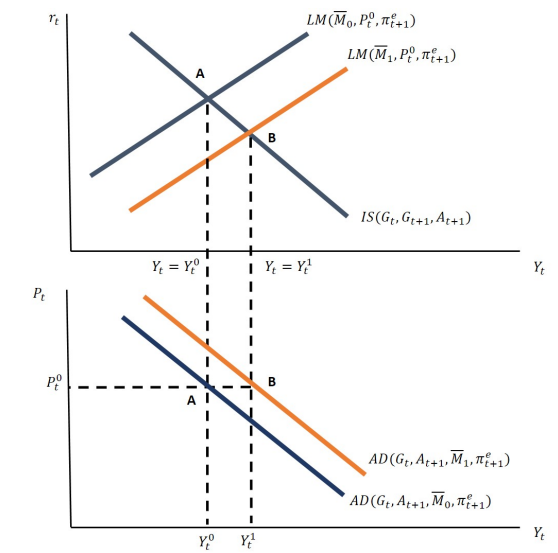 r_t
LM(M̅_0, P_t^0, π_{t+1}^e)
LM(M̅_1, P_t^0, π_{t+1}^e)
A
B
IS(G_t, G_{t+1}, A_{t+1})
Y_t = Y_t^0
Y_t = Y_t^1
Y_t
P_t
P_t^0
A
B
AD(G_t, A_{t+1}, M̅_1, π_{t+1}^e)
AD(G_t, A_{t+1}, M̅_0, π_{t+1}^e)
Y_t^0
Y_t^1
Y_t